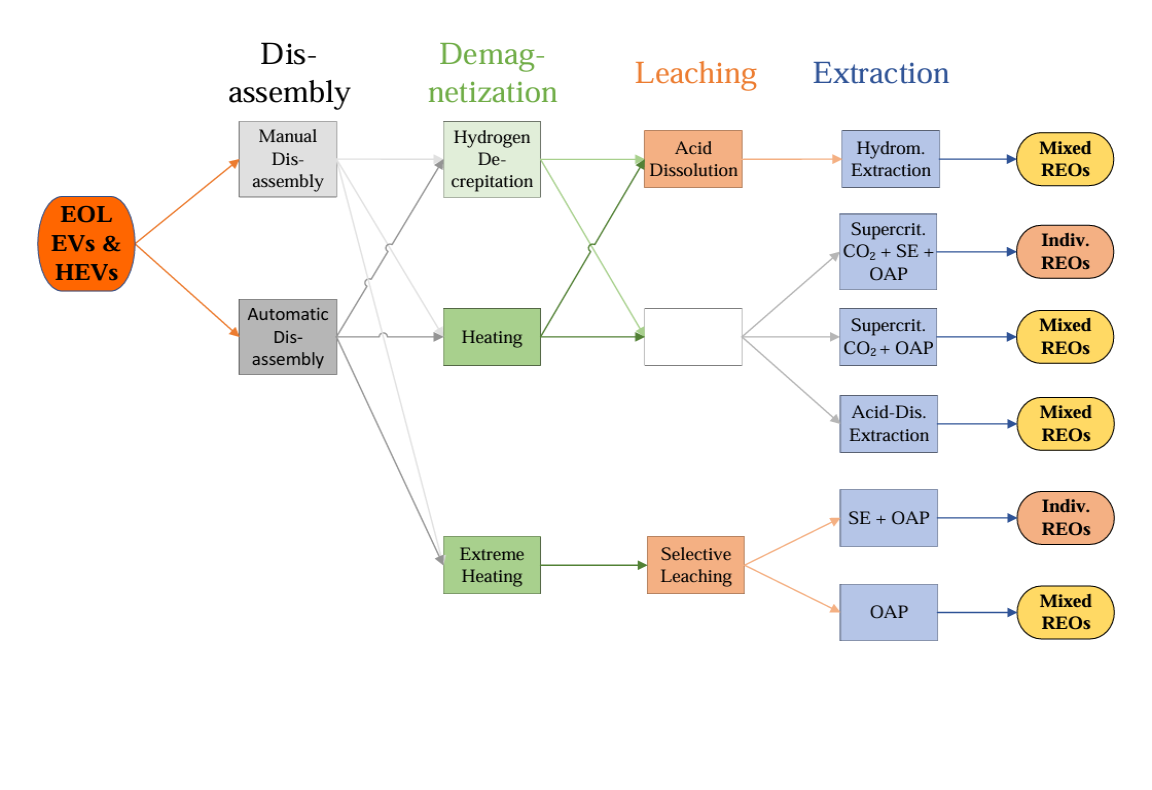 Dis-
assembly
Demag-
netization
Leaching
Extraction
EOL
EVs &
HEVs
Manual
Dis-
assembly
Automatic
Dis-
assembly
Hydrogen
De-
crepitation
Heating
Extreme
Heating
Acid
Dissolution
Selective
Leaching
Hydrom.
Extraction
Supercrit.
CO₂ + SE +
OAP
Supercrit.
CO₂ + OAP
Acid-Dis.
Extraction
SE + OAP
OAP
Mixed
REOs
Indiv.
REOs
Mixed
REOs
Mixed
REOs
Indiv.
REOs
Mixed
REOs